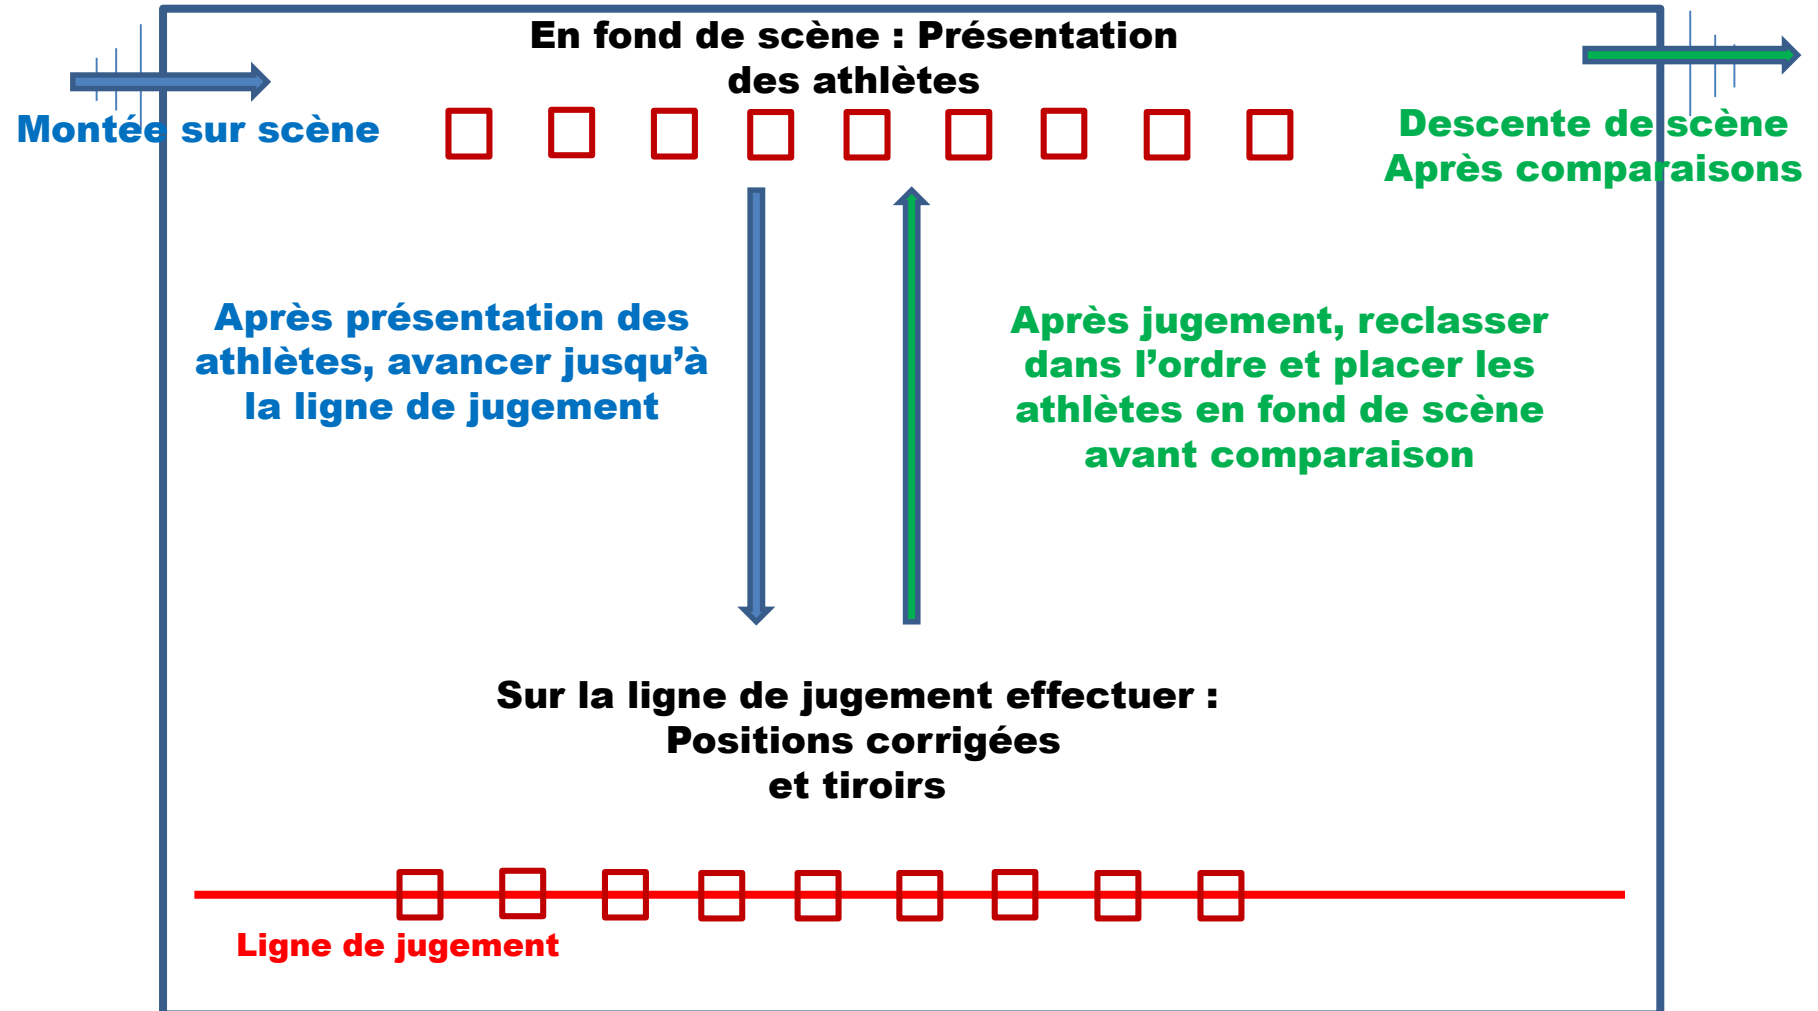 En fond de scène : Présentation
des athlètes
Montée sur scène
Descente de scène
Après comparaisons
Après présentation des
athlètes, avancer jusqu’à
la ligne de jugement
Après jugement, reclasser
dans l’ordre et placer les
athlètes en fond de scène
avant comparaison
Sur la ligne de jugement effectuer :
Positions corrigées
et tiroirs
Ligne de jugement